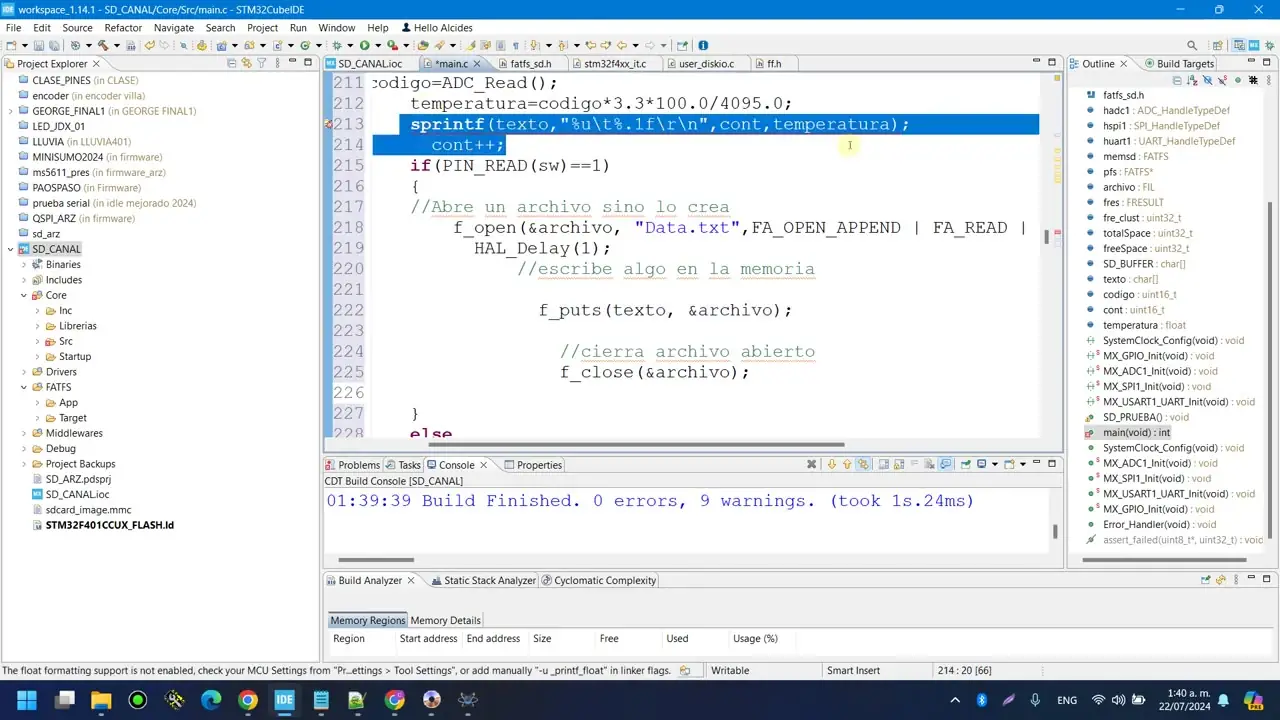 workspace_1.14.1 - SD_CANAL/Core/Src/main.c - STM32CubeIDE
File Edit Source Refactor Navigate Search Project Run Window Help Hello Alcides
Project Explorer
CLASE_PINES (in CLASE)
encoder (in encoder villa)
GEORGE_FINAL1 (in GEORGE FINAL1)
LED_JDX_01
LLUVIA (in LLUVIA401)
MINISUMO2024 (in firmware)
ms5611_pres (in firmware_arz)
PAOSPASO (in firmware)
prueba serial (in idle mejorado 2024)
QSPI_ARZ (in firmware)
sd_arz
SD_CANAL
Binaries
Includes
Core
Inc
Librerias
Src
Startup
Drivers
FATFS
App
Target
Middlewares
Debug
Project Backups
SD_ARZ.pdsprj
SD_CANAL.ioc
sdcard_image.mmc
STM32F401CCUX_FLASH.ld
SD_CANAL.ioc *main.c fatfs_sd.h stm32f4xx_it.c user_diskio.c ff.h
211 codigo=ADC_Read();
212 temperatura=codigo*3.3*100.0/4095.0;
213 sprintf(texto,"%u\t%.1f\r\n",cont,temperatura);
214 cont++;
215 if(PIN_READ(sw)==1)
216 {
217 //Abre un archivo sino lo crea
218 f_open(&archivo, "Data.txt",FA_OPEN_APPEND | FA_READ |
219 HAL_Delay(1);
220 //escribe algo en la memoria
221
222 f_puts(texto, &archivo);
223
224 //cierra archivo abierto
225 f_close(&archivo);
226
227 }
228 else
Problems Tasks Console Properties
CDT Build Console [SD_CANAL]
01:39:39 Build Finished. 0 errors, 9 warnings. (took 1s.24ms)
Build Analyzer Static Stack Analyzer Cyclomatic Complexity
Memory Regions Memory Details
Region Start address End address Size Free Used Usage (%)
Outline Build Targets
fatfs_sd.h
hadc1 : ADC_HandleTypeDef
hspi1 : SPI_HandleTypeDef
huart1 : UART_HandleTypeDef
memsd : FATFS
pfs : FATFS*
archivo : FIL
fres : FRESULT
fre_clust : uint32_t
totalSpace : uint32_t
freeSpace : uint32_t
SD_BUFFER : char[]
texto : char[]
codigo : uint16_t
cont : uint16_t
temperatura : float
SystemClock_Config(void) : void
MX_GPIO_Init(void) : void
MX_ADC1_Init(void) : void
MX_SPI1_Init(void) : void
MX_USART1_UART_Init(void) : void
SD_PRUEBA() : void
main(void) : int
SystemClock_Config(void) : void
MX_ADC1_Init(void) : void
MX_SPI1_Init(void) : void
MX_USART1_UART_Init(void) : void
MX_GPIO_Init(void) : void
Error_Handler(void) : void
assert_failed(uint8_t*, uint32_t) : void
The float formatting support is not enabled, check your MCU Settings from "Pr...ettings > Tool Settings", or add manually "-u _printf_float" in linker flags. Writable Smart Insert 214 : 20 [66]
IDE ENG 1:40 a. m.
22/07/2024